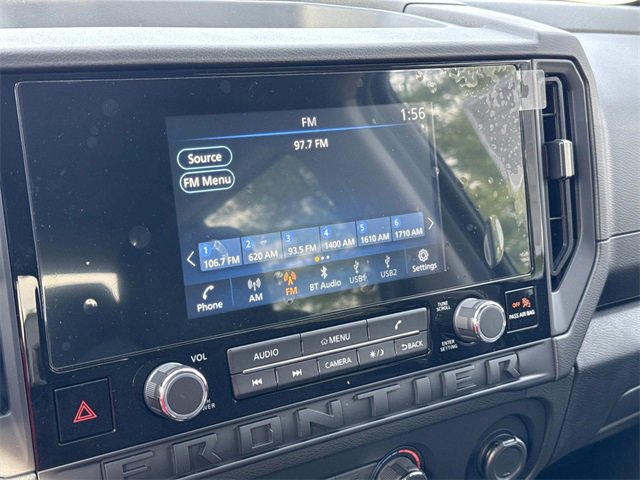 FM 1:56
97.7 FM
Source
FM Menu
1 2 3 4 5 6
106.7 FM 620 AM 93.5 FM 1400 AM 1610 AM 1710 AM
Phone AM FM BT Audio USB1 USB2 Settings
TUNE
SCROLL
OFF
PASS AIR BAG
VOL
AUDIO MENU
CAMERA BACK
ENTER
SETTING
POWER
FRONTIER